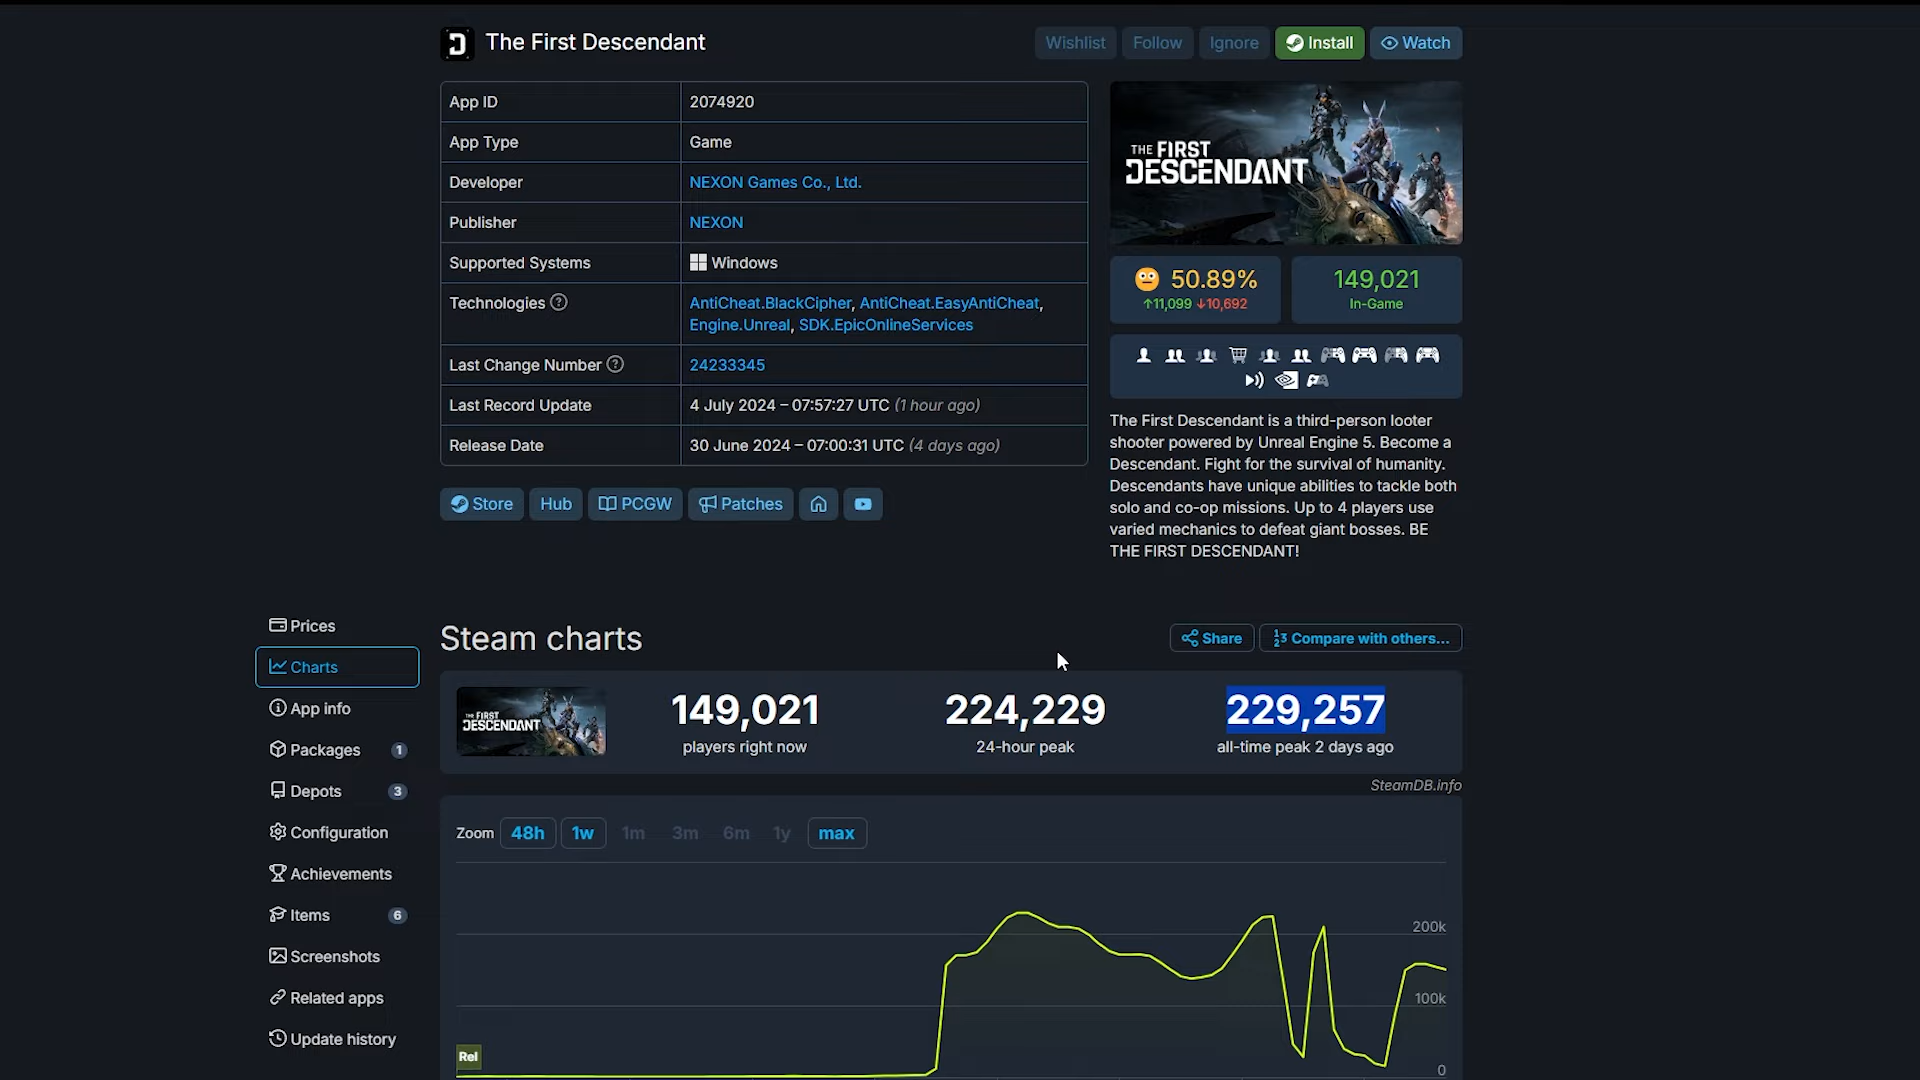 The First Descendant
Wishlist
Follow
Ignore
Install
Watch
App ID 2074920
App Type Game
Developer NEXON Games Co., Ltd.
Publisher NEXON
Supported Systems Windows
Technologies AntiCheat.BlackCipher, AntiCheat.EasyAntiCheat,
Engine.Unreal, SDK.EpicOnlineServices
Last Change Number 24233345
Last Record Update 4 July 2024 – 07:57:27 UTC (1 hour ago)
Release Date 30 June 2024 – 07:00:31 UTC (4 days ago)
Store
Hub
PCGW
Patches
THE FIRST
DESCENDANT
50.89%
↑11,099 ↓10,692
149,021
In-Game
The First Descendant is a third-person looter
shooter powered by Unreal Engine 5. Become a
Descendant. Fight for the survival of humanity.
Descendants have unique abilities to tackle both
solo and co-op missions. Up to 4 players use
varied mechanics to defeat giant bosses. BE
THE FIRST DESCENDANT!
Prices
Charts
App info
Packages 1
Depots 3
Configuration
Achievements
Items 6
Screenshots
Related apps
Update history
Steam charts
Share
Compare with others...
THE FIRST
DESCENDANT
149,021
players right now
224,229
24-hour peak
229,257
all-time peak 2 days ago
SteamDB.info
Zoom 48h 1w 1m 3m 6m 1y max
200k
100k
0
Rel